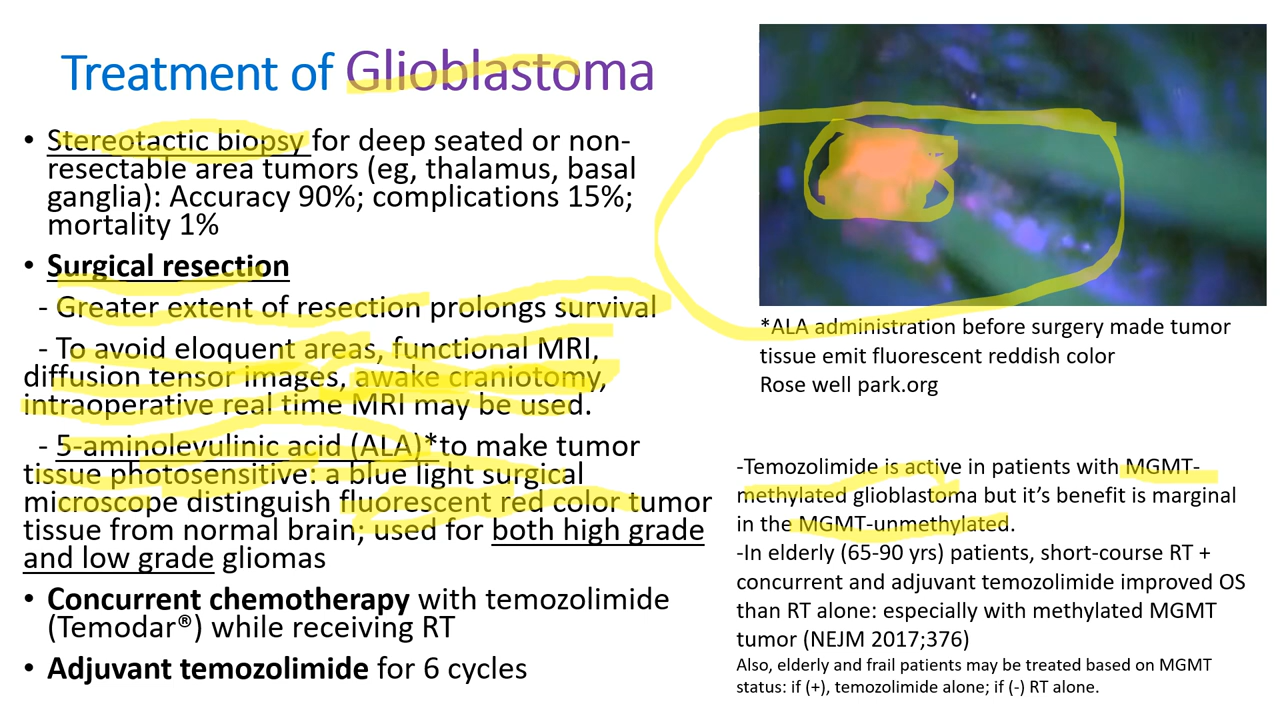 Treatment of Glioblastoma
• Stereotactic biopsy for deep seated or non-
resectable area tumors (eg, thalamus, basal
ganglia): Accuracy 90%; complications 15%;
mortality 1%
• Surgical resection
- Greater extent of resection prolongs survival
- To avoid eloquent areas, functional MRI,
diffusion tensor images, awake craniotomy,
intraoperative real time MRI may be used.
- 5-aminolevulinic acid (ALA)*to make tumor
tissue photosensitive: a blue light surgical
microscope distinguish fluorescent red color tumor
tissue from normal brain; used for both high grade
and low grade gliomas
• Concurrent chemotherapy with temozolimide
(Temodar®) while receiving RT
• Adjuvant temozolimide for 6 cycles
*ALA administration before surgery made tumor
tissue emit fluorescent reddish color
Rose well park.org
-Temozolimide is active in patients with MGMT-
methylated glioblastoma but it’s benefit is marginal
in the MGMT-unmethylated.
-In elderly (65-90 yrs) patients, short-course RT +
concurrent and adjuvant temozolimide improved OS
than RT alone: especially with methylated MGMT
tumor (NEJM 2017;376)
Also, elderly and frail patients may be treated based on MGMT
status: if (+), temozolimide alone; if (-) RT alone.